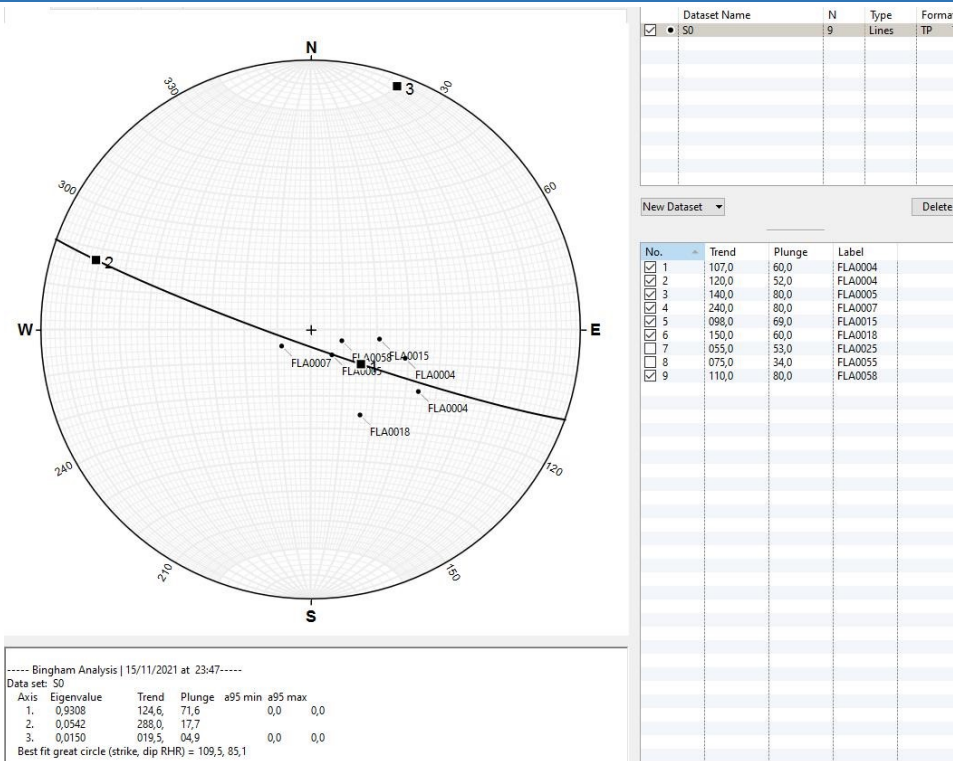 Dataset Name N Type Forma
S0 9 Lines TP
N
330
3
30
300
60
2
W
E
FLA0058
FLA0015
FLA0007
FLA0005
1
FLA0004
FLA0004
FLA0018
240
120
210
150
S
New Dataset
Delete
No. Trend Plunge Label
1 107,0 60,0 FLA0004
2 120,0 52,0 FLA0004
3 140,0 80,0 FLA0005
4 240,0 80,0 FLA0007
5 098,0 69,0 FLA0015
6 150,0 60,0 FLA0018
7 055,0 53,0 FLA0025
8 075,0 34,0 FLA0055
9 110,0 80,0 FLA0058
----- Bingham Analysis | 15/11/2021 at 23:47-----
Data set: S0
Axis Eigenvalue Trend Plunge a95 min a95 max
1. 0,9308 124,6, 71,6 0,0 0,0
2. 0,0542 288,0, 17,7
3. 0,0150 019,5, 04,9 0,0 0,0
Best fit great circle (strike, dip RHR) = 109,5, 85,1